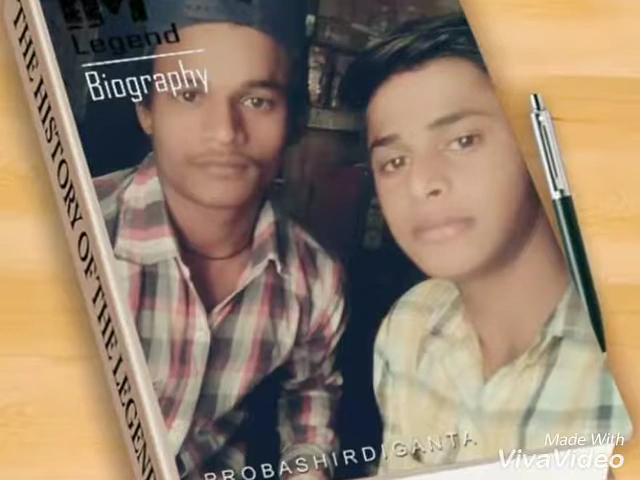 Legend
Biography
THE HISTORY OF THE LEGEND
PROBASHIRDIGANTA
Made With
VivaVideo